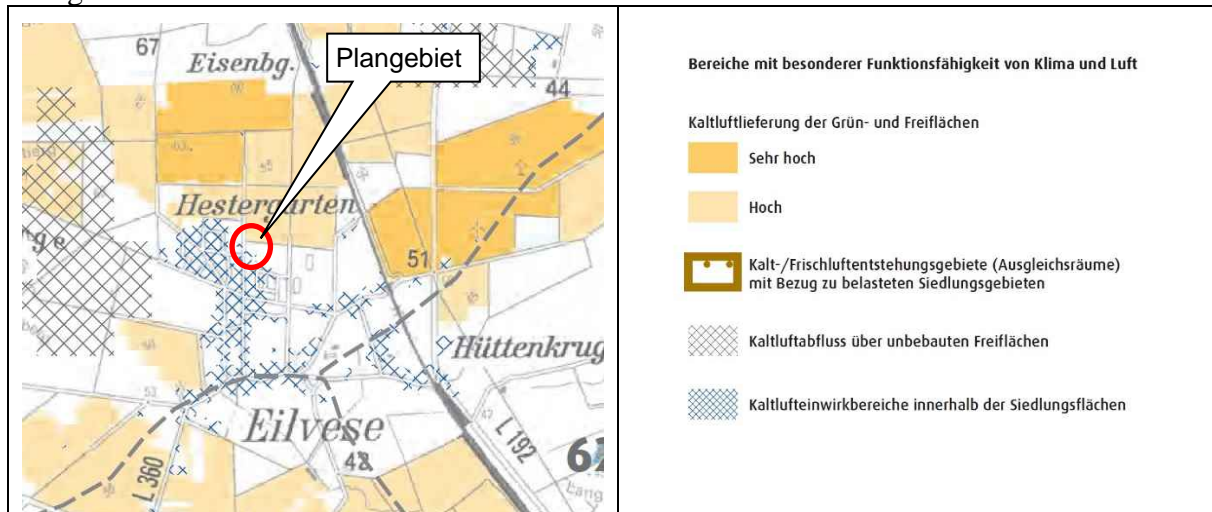 67
Eisenbg.
Plangebiet
44
Hestergarten
51
Hüttenkrug
Eilvese
L 192
48
L 360
Bereiche mit besonderer Funktionsfähigkeit von Klima und Luft
Kaltluftlieferung der Grün- und Freiflächen
Sehr hoch
Hoch
Kalt-/Frischluftentstehungsgebiete (Ausgleichsräume)
mit Bezug zu belasteten Siedlungsgebieten
Kaltluftabfluss über unbebauten Freiflächen
Kaltlufteinwirkbereiche innerhalb der Siedlungsflächen